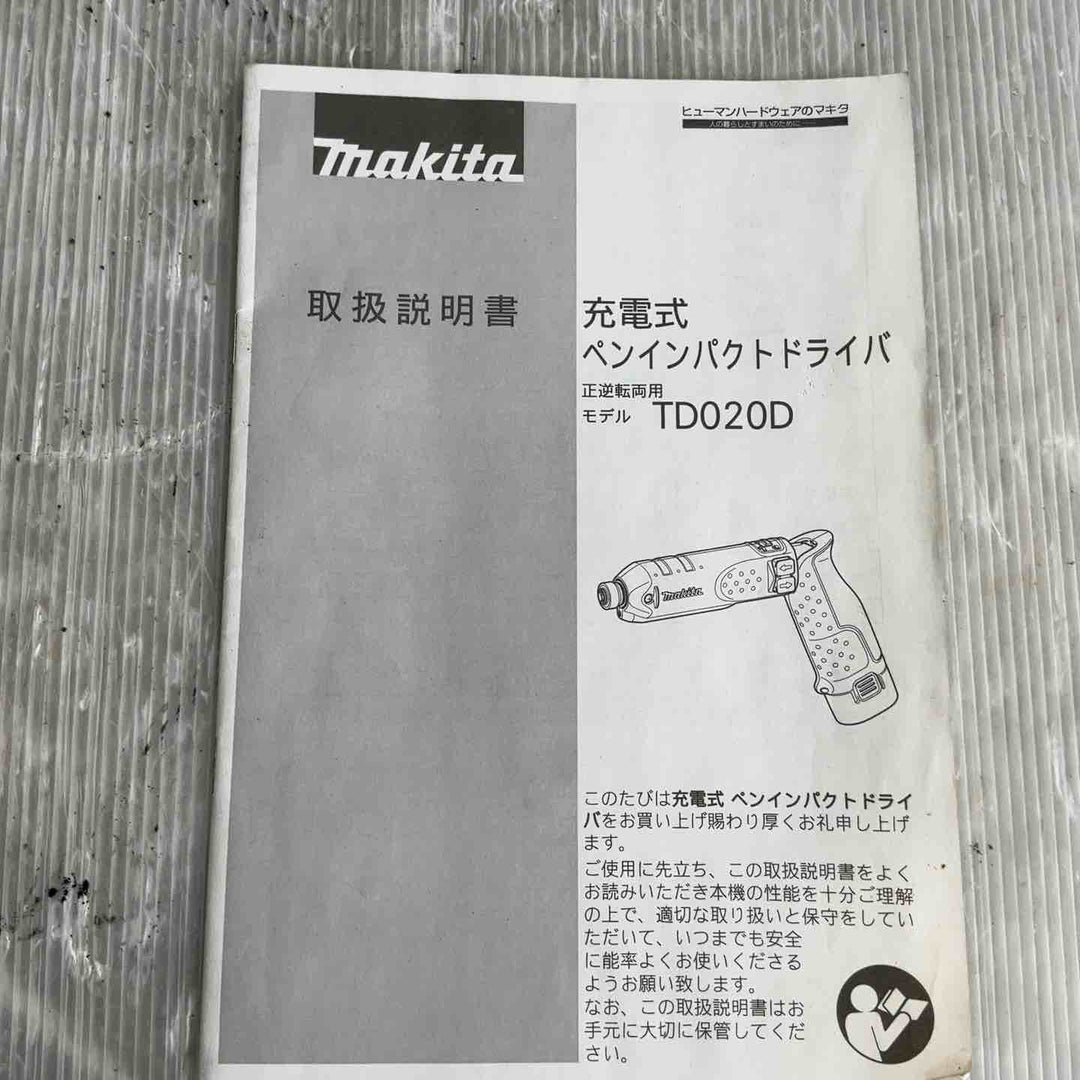 makita
ヒューマンハードウェアのマキタ
人の暮らしとすまいのために
取扱説明書
充電式
ペンインパクトドライバ
正逆転両用
モデル TD020D
makita
このたびは充電式 ペンインパクトドライ
バをお買い上げ賜わり厚くお礼申し上げ
ます。
ご使用に先立ち、この取扱説明書をよく
お読みいただき本機の性能を十分ご理解
の上で、適切な取り扱いと保守をしてい
ただいて、いつまでも安全
に能率よくお使いくださる
ようお願い致します。
なお、この取扱説明書はお
手元に大切に保管してくだ
さい。